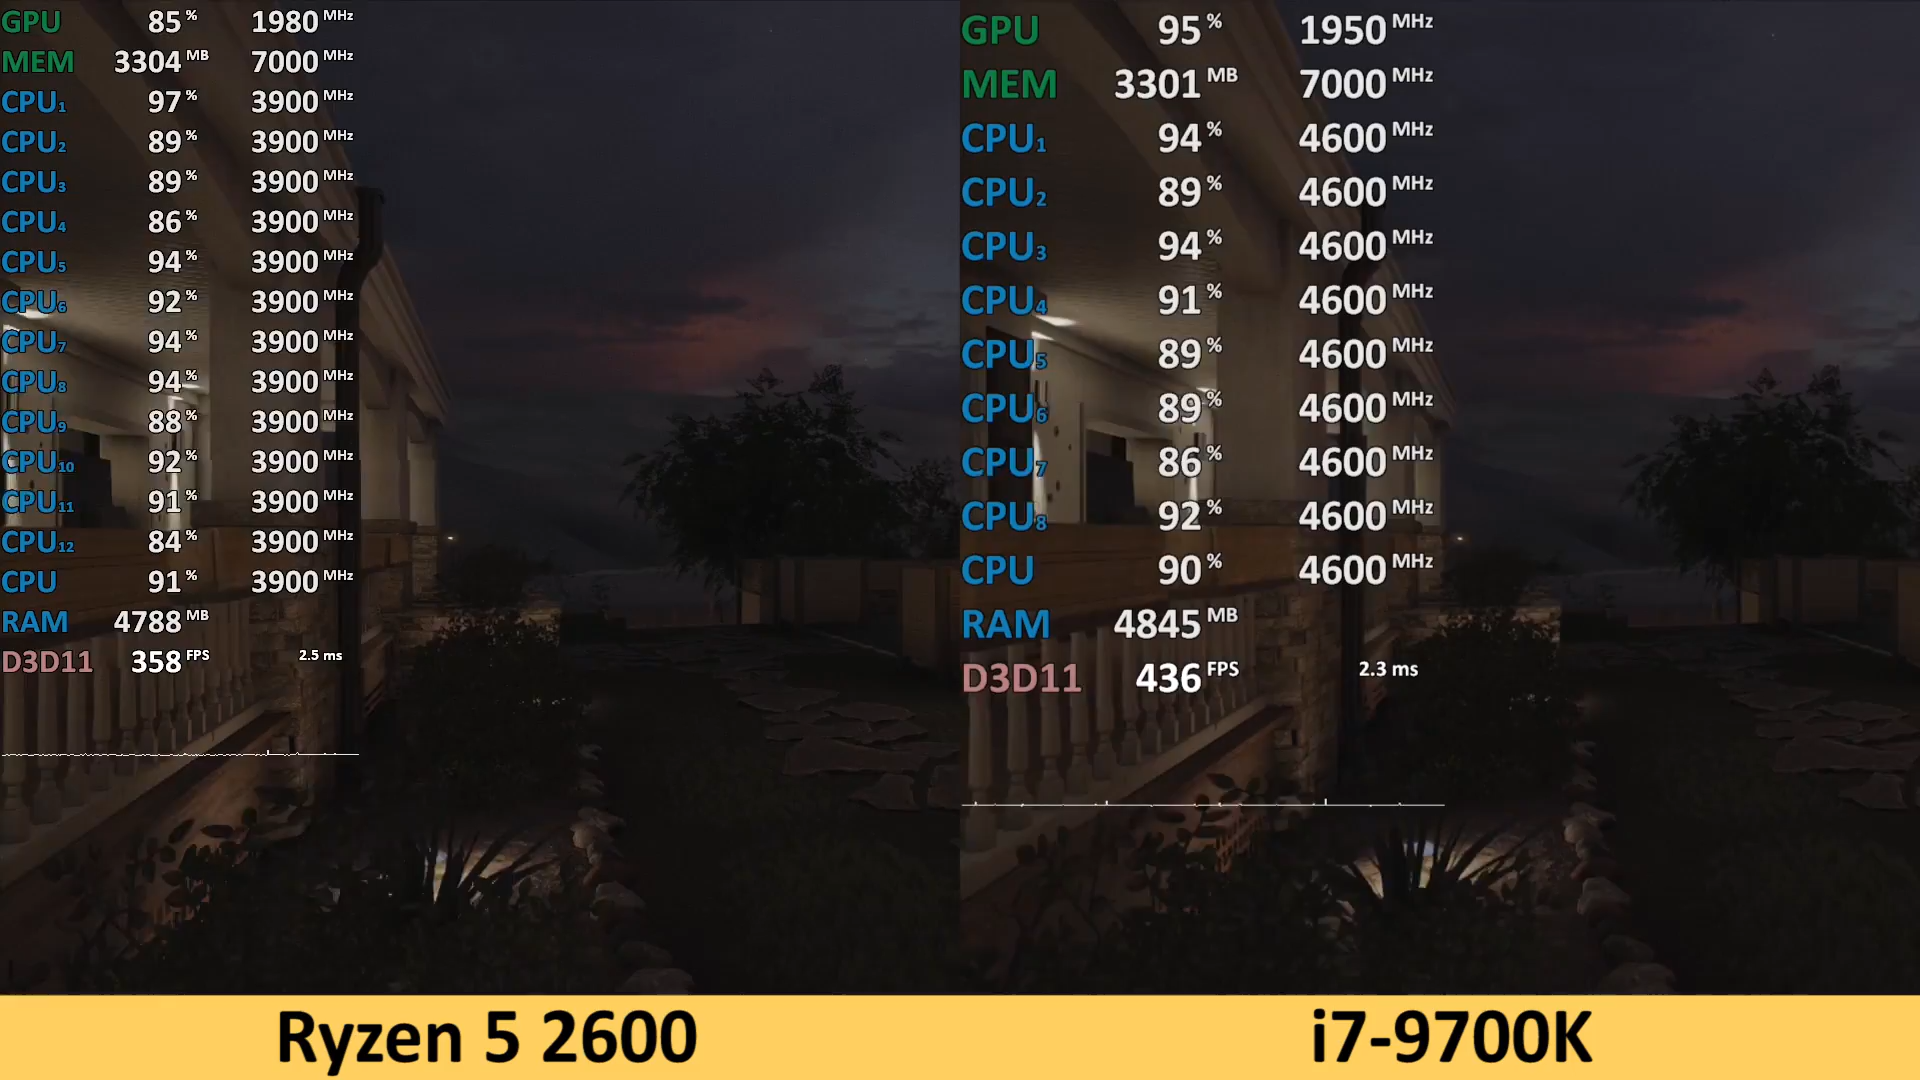 GPU 85 % 1980 MHz
MEM 3304 MB 7000 MHz
CPU1 97 % 3900 MHz
CPU2 89 % 3900 MHz
CPU3 89 % 3900 MHz
CPU4 86 % 3900 MHz
CPU5 94 % 3900 MHz
CPU6 92 % 3900 MHz
CPU7 94 % 3900 MHz
CPU8 94 % 3900 MHz
CPU9 88 % 3900 MHz
CPU10 92 % 3900 MHz
CPU11 91 % 3900 MHz
CPU12 84 % 3900 MHz
CPU 91 % 3900 MHz
RAM 4788 MB
D3D11 358 FPS 2.5 ms
GPU 95 % 1950 MHz
MEM 3301 MB 7000 MHz
CPU1 94 % 4600 MHz
CPU2 89 % 4600 MHz
CPU3 94 % 4600 MHz
CPU4 91 % 4600 MHz
CPU5 89 % 4600 MHz
CPU6 89 % 4600 MHz
CPU7 86 % 4600 MHz
CPU8 92 % 4600 MHz
CPU 90 % 4600 MHz
RAM 4845 MB
D3D11 436 FPS 2.3 ms
Ryzen 5 2600
i7-9700K